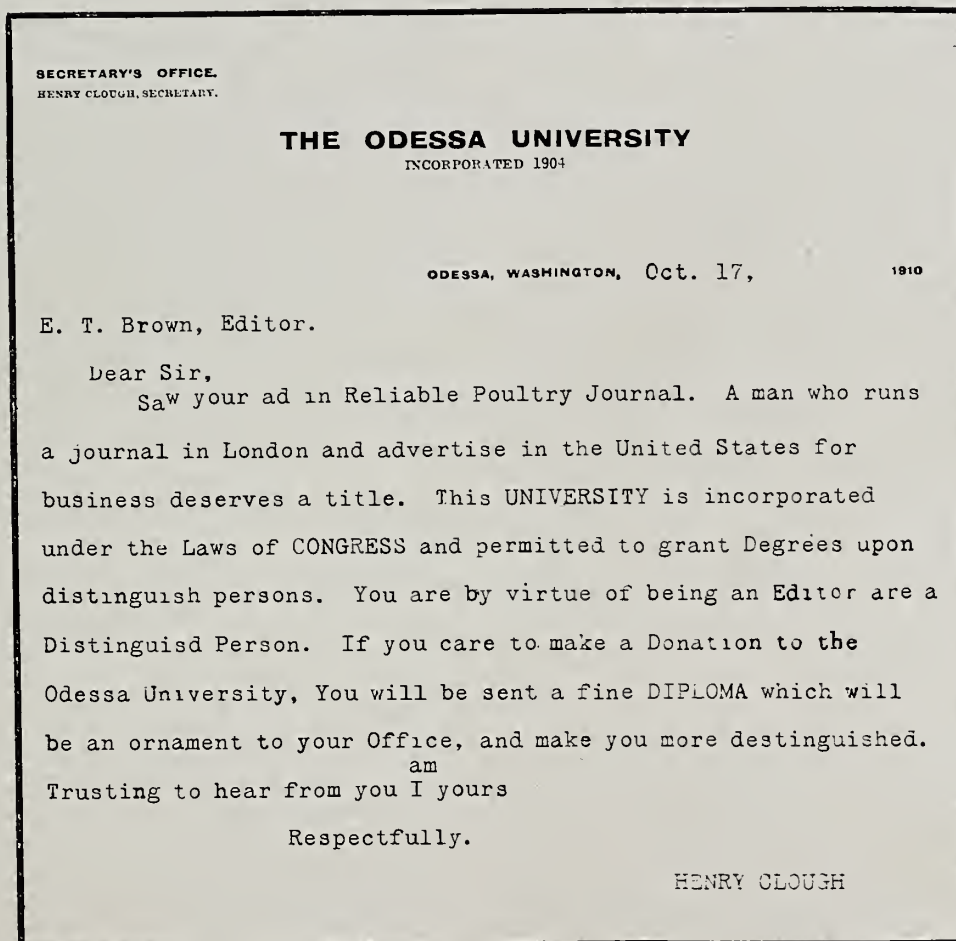 SECRETARY'S OFFICE.
HENRY CLOUGH, SECRETARY.
THE ODESSA UNIVERSITY
INCORPORATED 1904
ODESSA, WASHINGTON, Oct. 17, 1910
E. T. Brown, Editor.
Dear Sir,
Saw your ad in Reliable Poultry Journal. A man who runs
a journal in London and advertise in the United States for
business deserves a title. This UNIVERSITY is incorporated
under the Laws of CONGRESS and permitted to grant Degrees upon
distinguish persons. You are by virtue of being an Editor are a
Distinguisd Person. If you care to make a Donation to the
Odessa University, You will be sent a fine DIPLOMA which will
be an ornament to your Office, and make you more destinguished.
am
Trusting to hear from you I yours
Respectfully.
HENRY CLOUGH